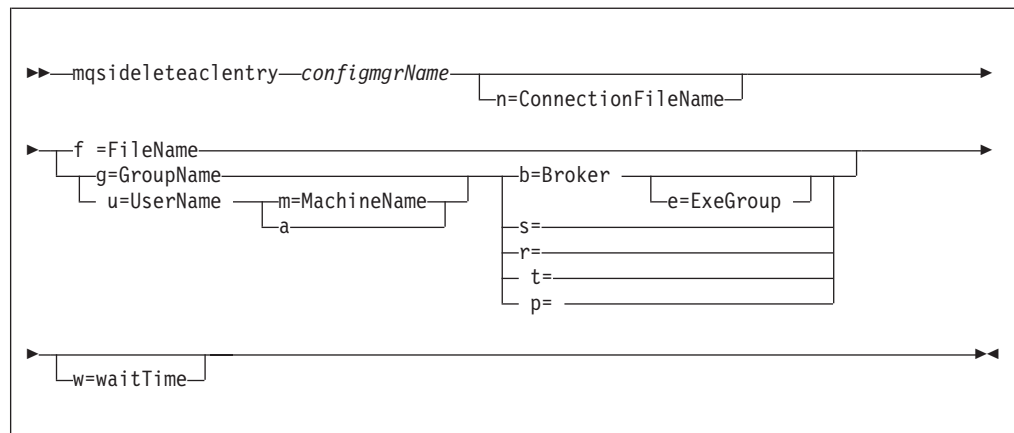 mqsideleteaclentry configmgrName
n=ConnectionFileName
f =FileName
g=GroupName b=Broker
u=UserName m=MachineName e=ExeGroup
a s=
r=
t=
p=
w=waitTime